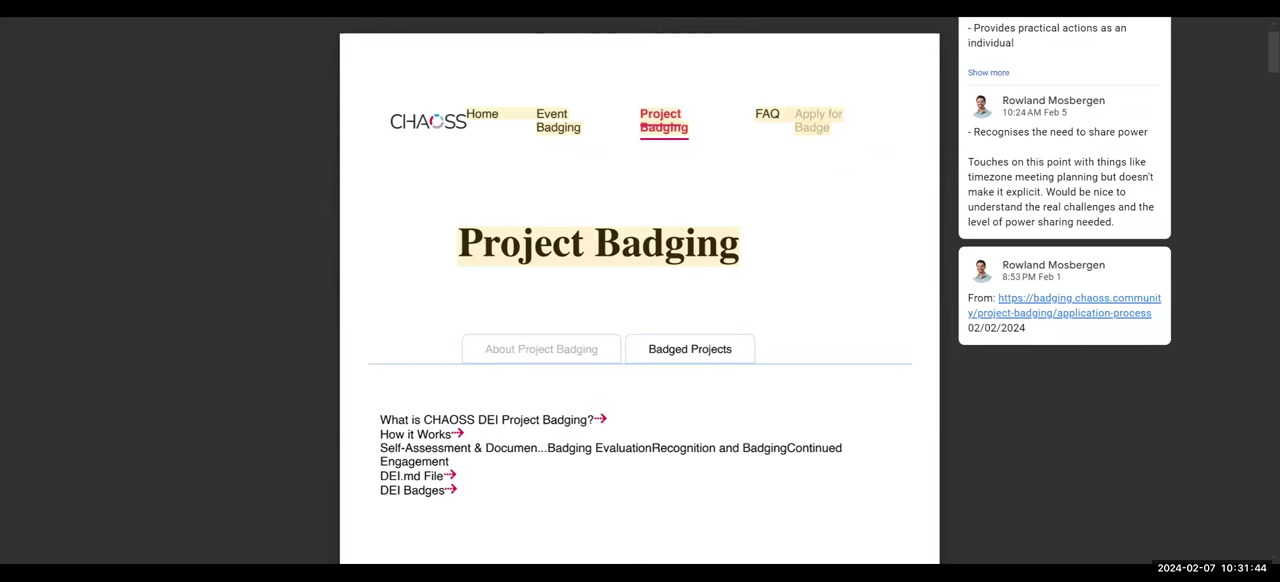 CHAOSS
Home
Event
Badging
Project
Badging
FAQ
Apply for
Badge
Project Badging
About Project Badging
Badged Projects
What is CHAOSS DEI Project Badging?
How it Works
Self-Assessment & Documen...Badging EvaluationRecognition and BadgingContinued
Engagement
DEI.md File
DEI Badges
- Provides practical actions as an
individual
Show more
Rowland Mosbergen
10:24 AM Feb 5
- Recognises the need to share power
Touches on this point with things like
timezone meeting planning but doesn't
make it explicit. Would be nice to
understand the real challenges and the
level of power sharing needed.
Rowland Mosbergen
8:53 PM Feb 1
From: https://badging.chaoss.communit
y/project-badging/application-process
02/02/2024
2024-02-07 10:31:44